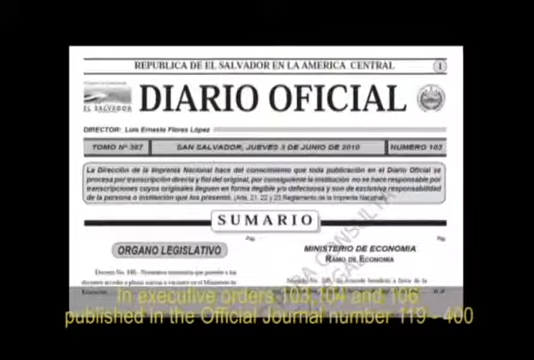 REPUBLICA DE EL SALVADOR EN LA AMERICA CENTRAL 1
EL SALVADOR
DIARIO OFICIAL
DIRECTOR: Luis Ernesto Flores López
TOMO Nº 387 SAN SALVADOR, JUEVES 3 DE JUNIO DE 2010 NUMERO 103
La Dirección de la Imprenta Nacional hace del conocimiento que toda publicación en el Diario Oficial se
procesa por transcripción directa y fiel del original, por consiguiente la institución no se hace responsable por
transcripciones cuyos originales lleguen en forma ilegible y/o defectuosa y son de exclusiva responsabilidad
de la persona o institución que los presentó. (Arts. 21, 22 y 23 Reglamento de la Imprenta Nacional).
SUMARIO
Pág.
Pág.
ORGANO LEGISLATIVO
MINISTERIO DE ECONOMIA
RAMO DE ECONOMIA
In executive orders 103, 104 and 106
published in the Official Journal number 119 - 400